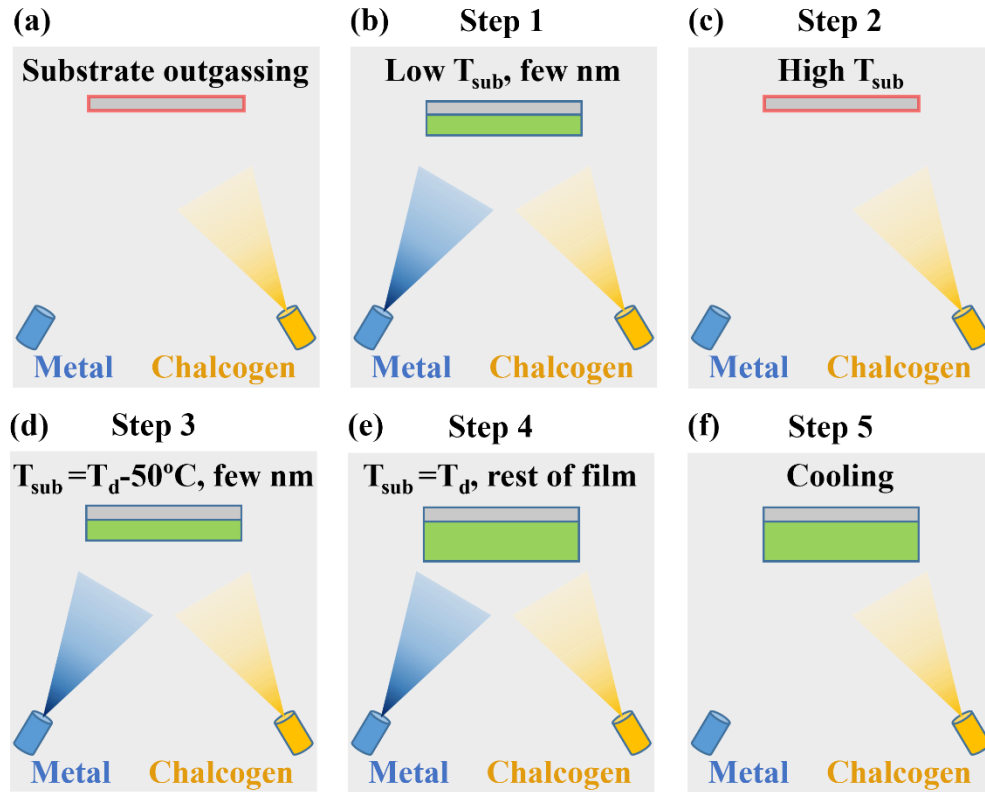 (a)
Substrate outgassing
Metal Chalcogen
(b) Step 1
Low Tsub, few nm
Metal Chalcogen
(c) Step 2
High Tsub
Metal Chalcogen
(d) Step 3
Tsub =Td-50ºC, few nm
Metal Chalcogen
(e) Step 4
Tsub =Td, rest of film
Metal Chalcogen
(f) Step 5
Cooling
Metal Chalcogen